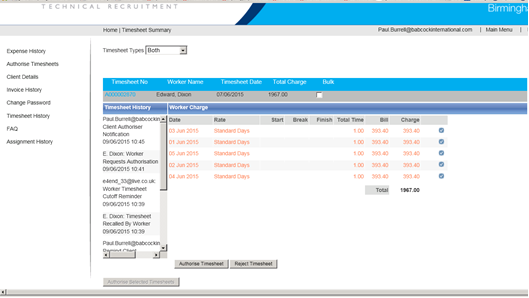 TECHNICAL RECRUITMENT
Birmingha
Home | Timesheet Summary
Paul.Burrell@babcockinternational.com | Main Menu |
Expense History
Authorise Timesheets
Client Details
Invoice History
Change Password
Timesheet History
FAQ
Assignment History
Timesheet Types Both
Timesheet No Worker Name Timesheet Date Total Charge Bulk
Edward, Dixon 07/06/2015 1967.00
Timesheet History
Worker Charge
Paul Burrell@babcockin
Client Authoriser
Notification
09/06/2015 10:45
E. Dixon: Worker
Requests Authorisation
09/06/2015 10:41
e4end_33@live.co.uk:
Worker Timesheet
Cutoff Reminder
09/06/2015 10:39
E. Dixon: Timesheet
Recalled By Worker
09/06/2015 10:39
Paul Burrell@babcockin
Remind Client
Date Rate Start Break Finish Total Time Bill Charge
03 Jun 2015 Standard Days 1.00 393.40 393.40
01 Jun 2015 Standard Days 1.00 393.40 393.40
05 Jun 2015 Standard Days 1.00 393.40 393.40
02 Jun 2015 Standard Days 1.00 393.40 393.40
04 Jun 2015 Standard Days 1.00 393.40 393.40
Total 1967.00
Authorise Timesheet
Reject Timesheet
Authorise Selected Timesheets